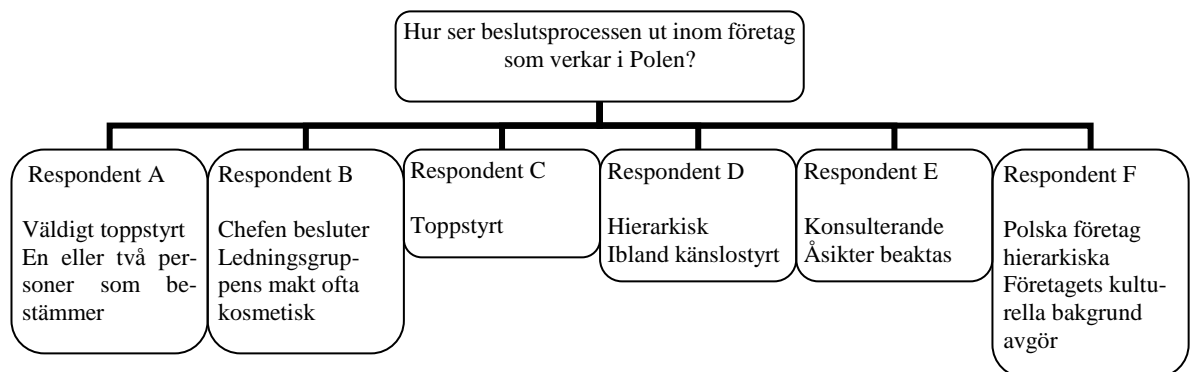 Hur ser beslutsprocessen ut inom företag
som verkar i Polen?
Respondent A
Väldigt toppstyrt
En eller två per-
soner som be-
stämmer
Respondent B
Chefen besluter
Ledningsgrup-
pens makt ofta
kosmetisk
Respondent C
Toppstyrt
Respondent D
Hierarkisk
Ibland känslostyrt
Respondent E
Konsulterande
Åsikter beaktas
Respondent F
Polska företag
hierarkiska
Företagets kultu-
rella bakgrund
avgör